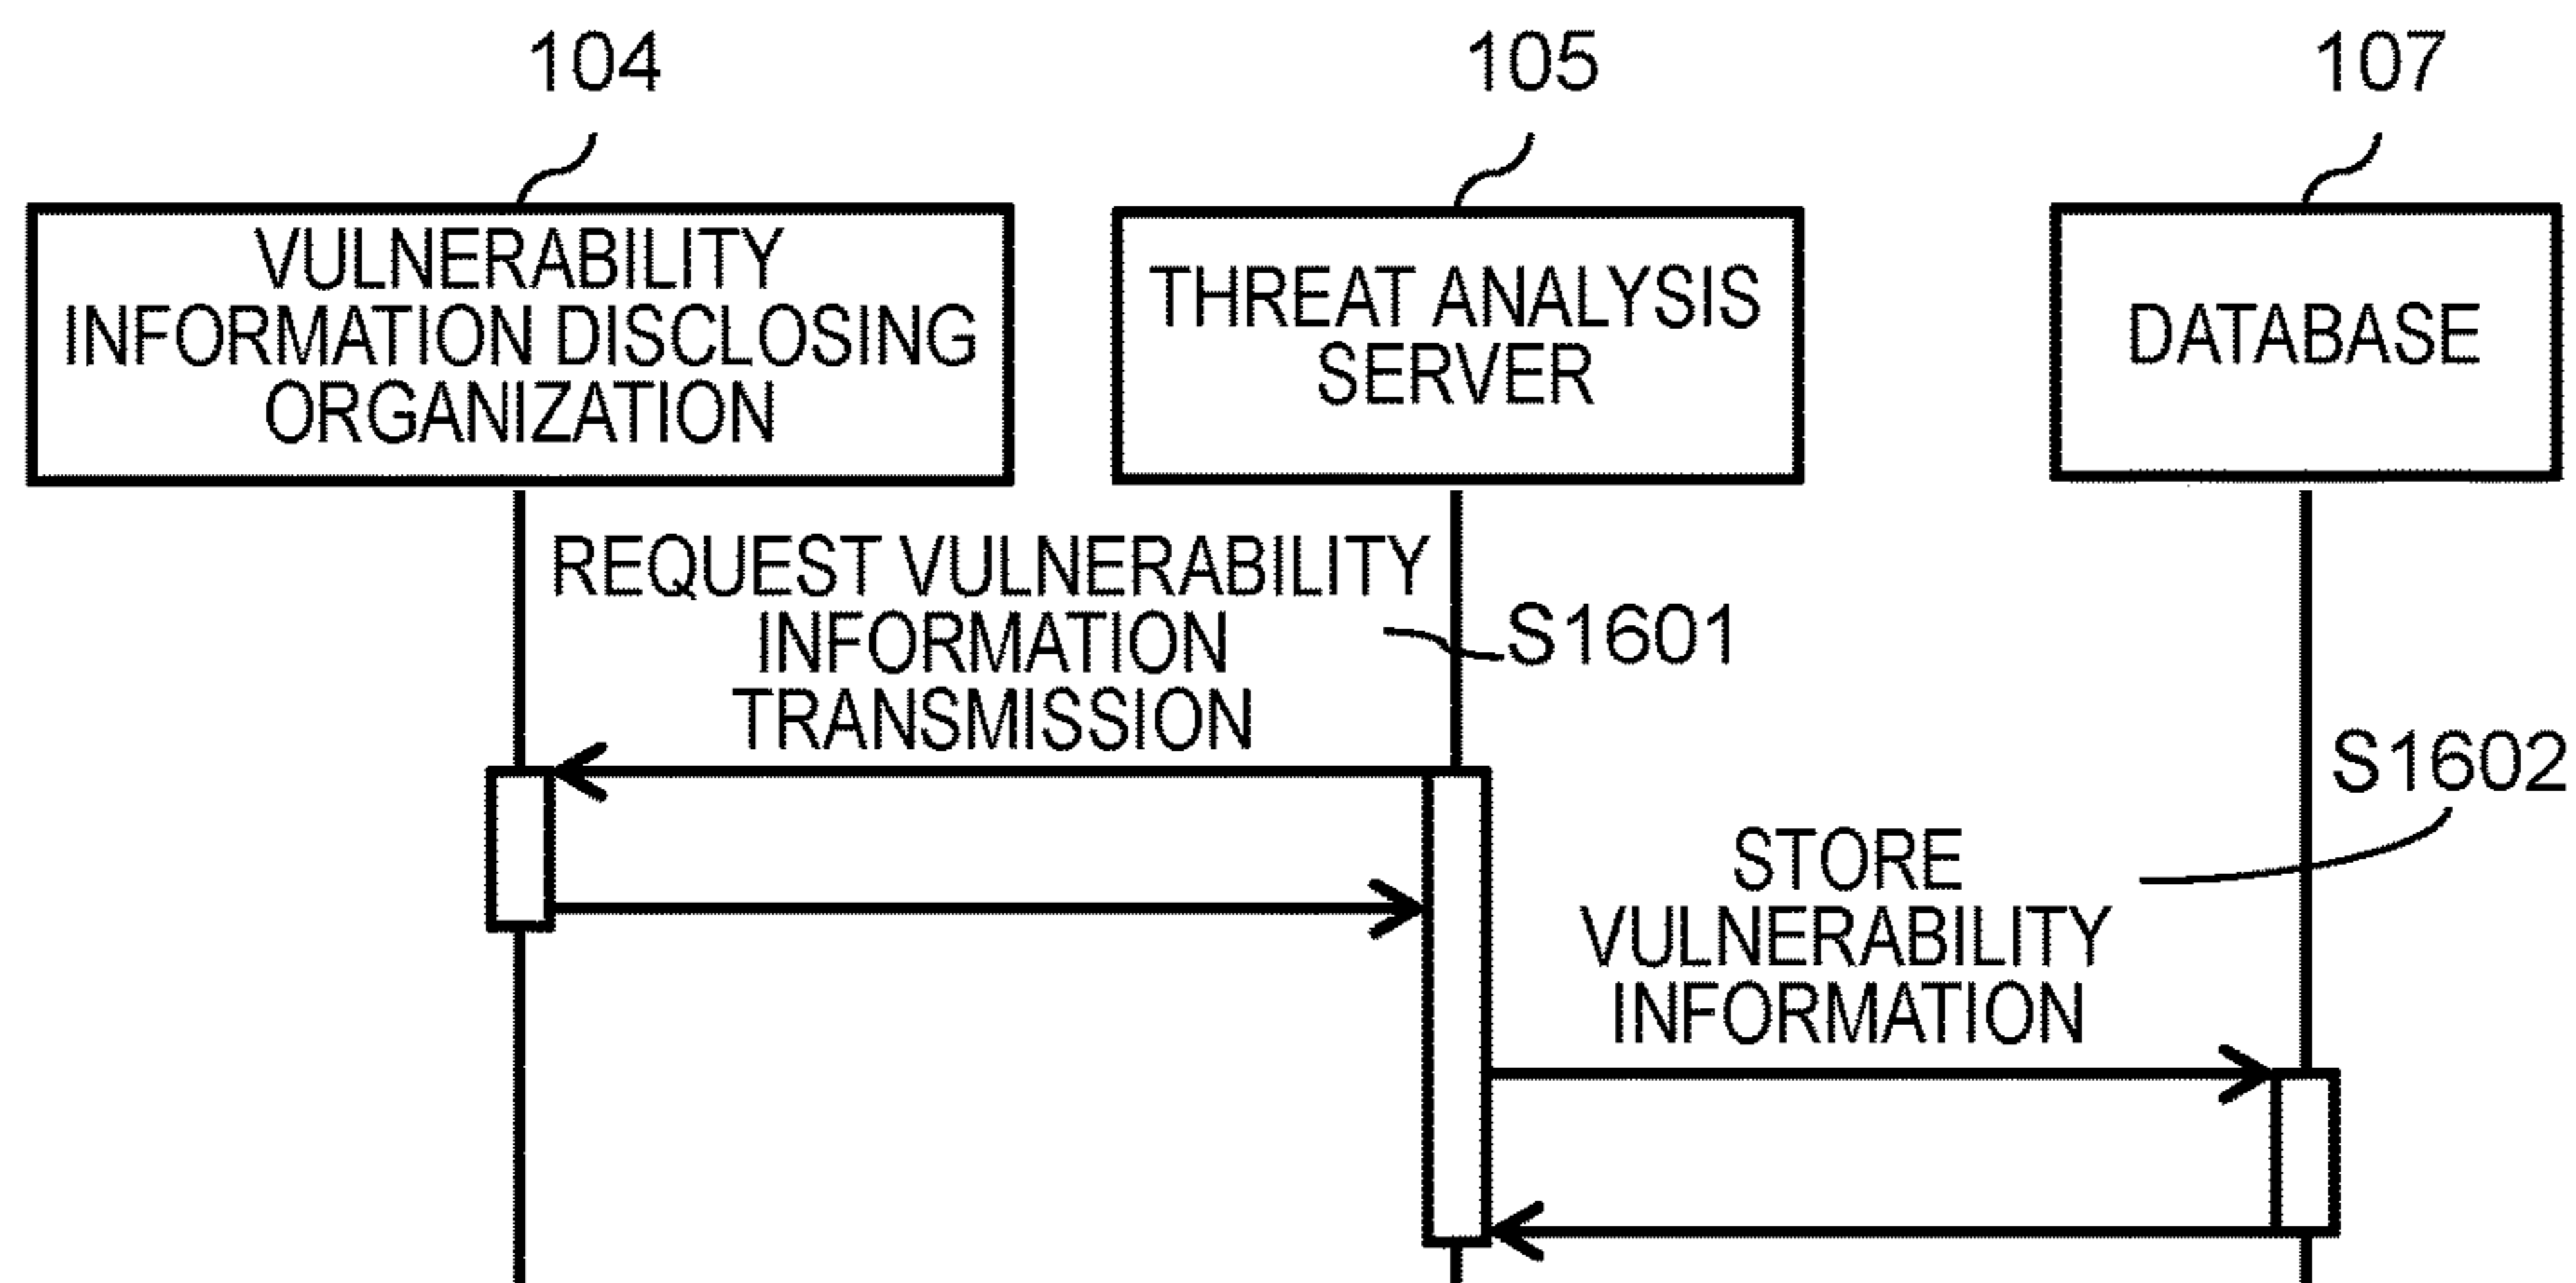 104
105
107
VULNERABILITY
INFORMATION DISCLOSING
ORGANIZATION
THREAT ANALYSIS
SERVER
DATABASE
REQUEST VULNERABILITY
INFORMATION
TRANSMISSION
S1601
S1602
STORE
VULNERABILITY
INFORMATION